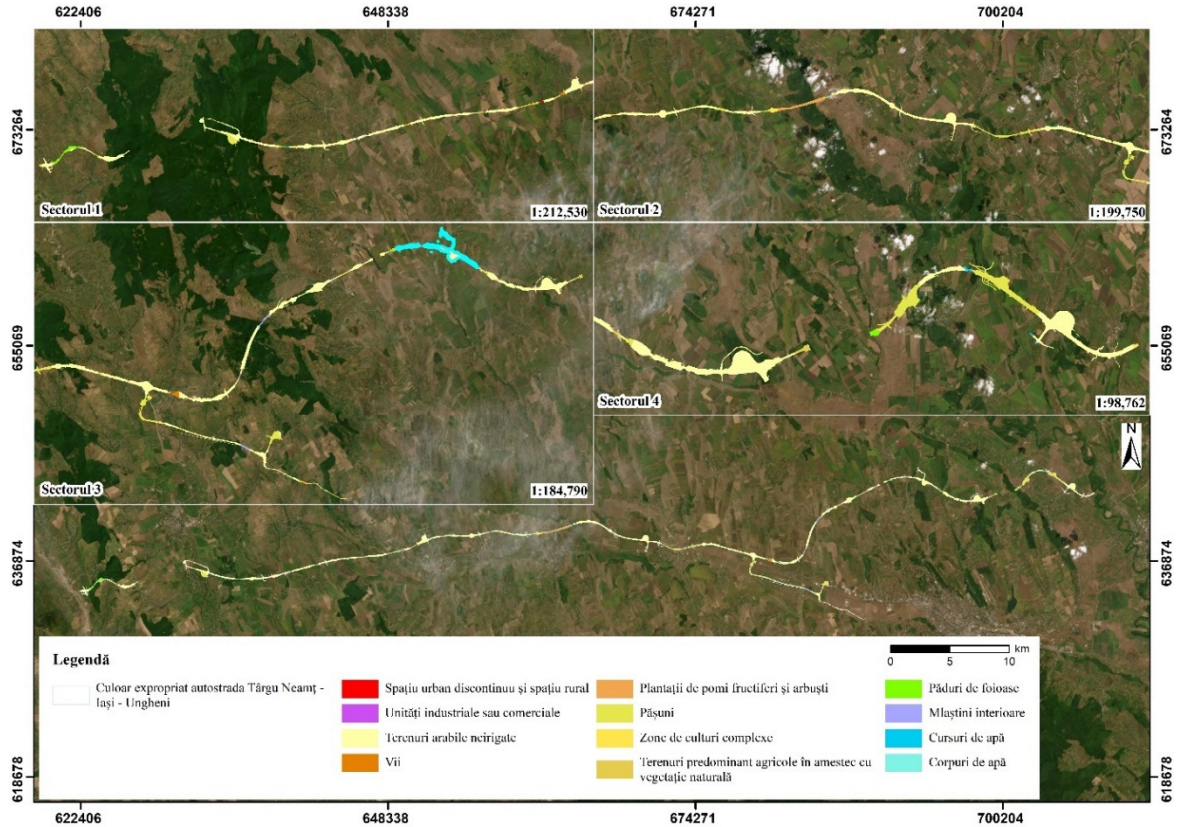 622406 648338 674271 700204
673264 673264
Sectorul 1 1:212,530 Sectorul 2 1:199,750
655069 655069
Sectorul 3 1:184,790 Sectorul 4 1:98,762
N
636874 636874
km
0 5 10
Legendă
Culoar expropriat autostrada Târgu Neamț -
Iași - Ungheni
Spațiu urban discontinuu și spațiu rural
Unități industriale sau comerciale
Terenuri arabile neirigate
Vii
Plantații de pomi fructiferi și arbuști
Pășuni
Zone de culturi complexe
Terenuri predominant agricole în amestec cu
vegetație naturală
Păduri de foioase
Mlaștini interioare
Cursuri de apă
Corpuri de apă
618678 618678
622406 648338 674271 700204